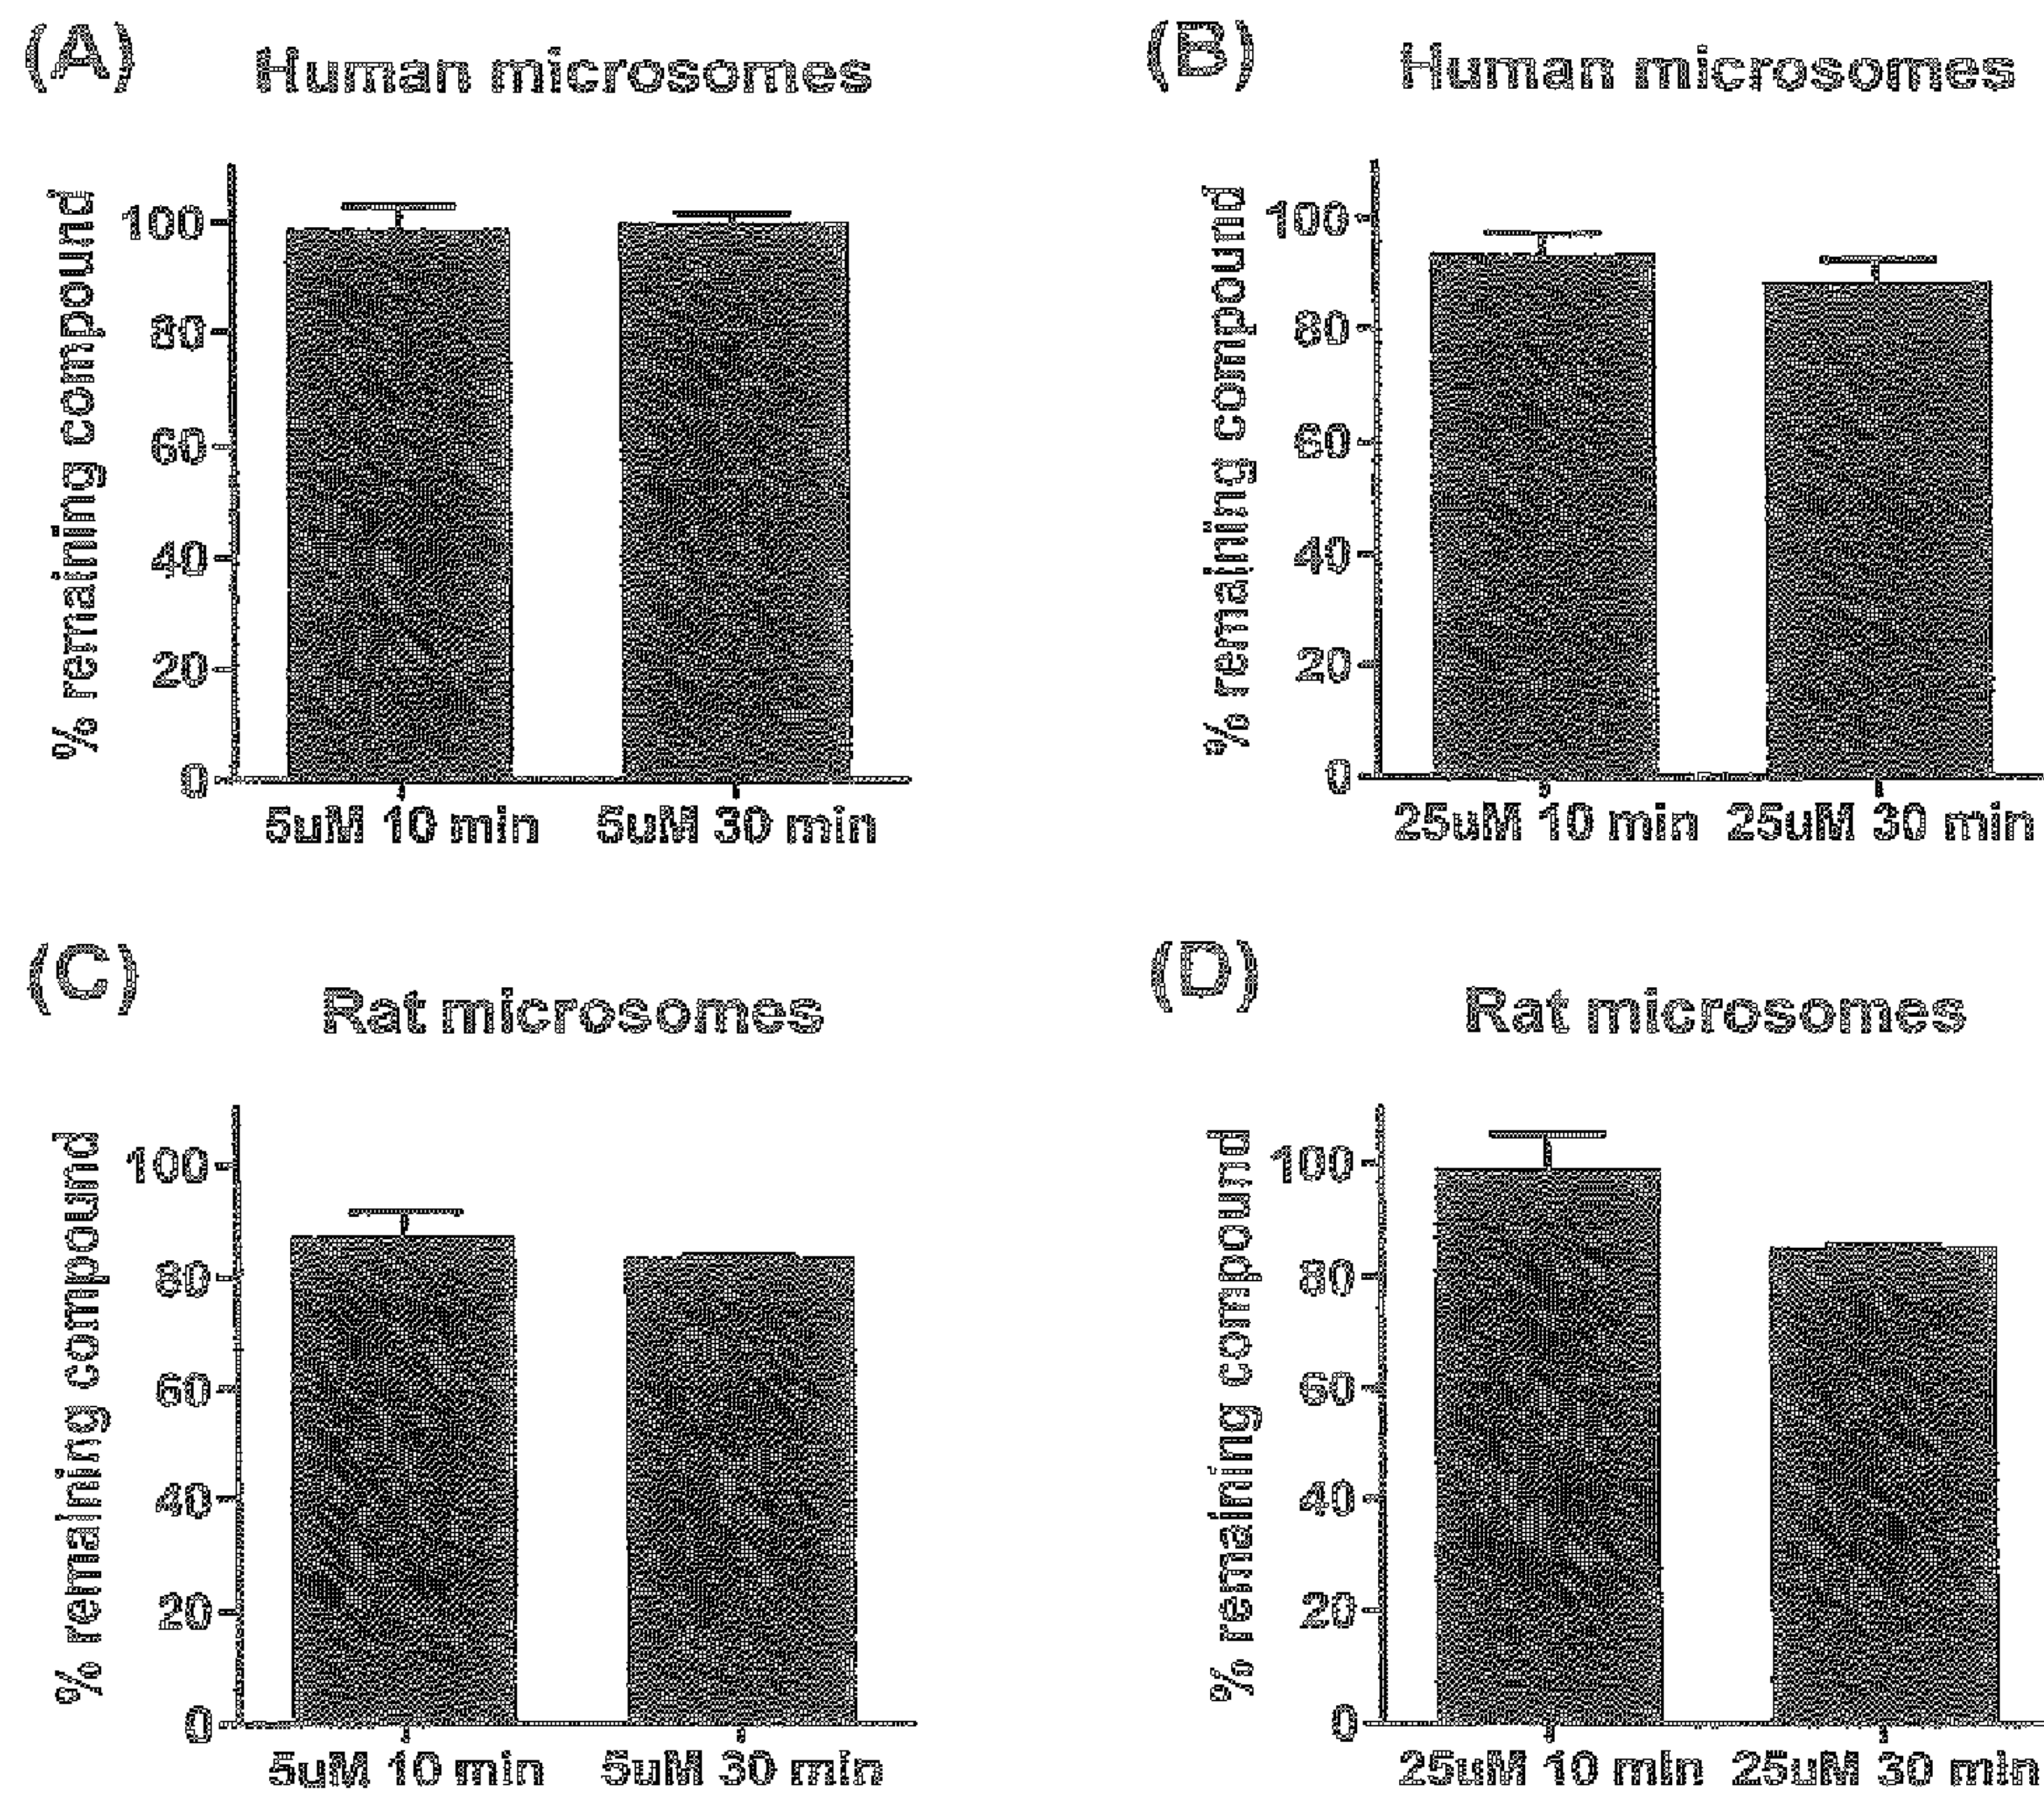 (A) Human microsomes
% remaining compound
100
80
60
40
20
0
5uM 10 min 5uM 30 min
(B) Human microsomes
% remaining compound
100
80
60
40
20
0
25uM 10 min 25uM 30 min
(C) Rat microsomes
% remaining compound
100
80
60
40
20
0
5uM 10 min 5uM 30 min
(D) Rat microsomes
% remaining compound
100
80
60
40
20
0
25uM 10 min 25uM 30 min